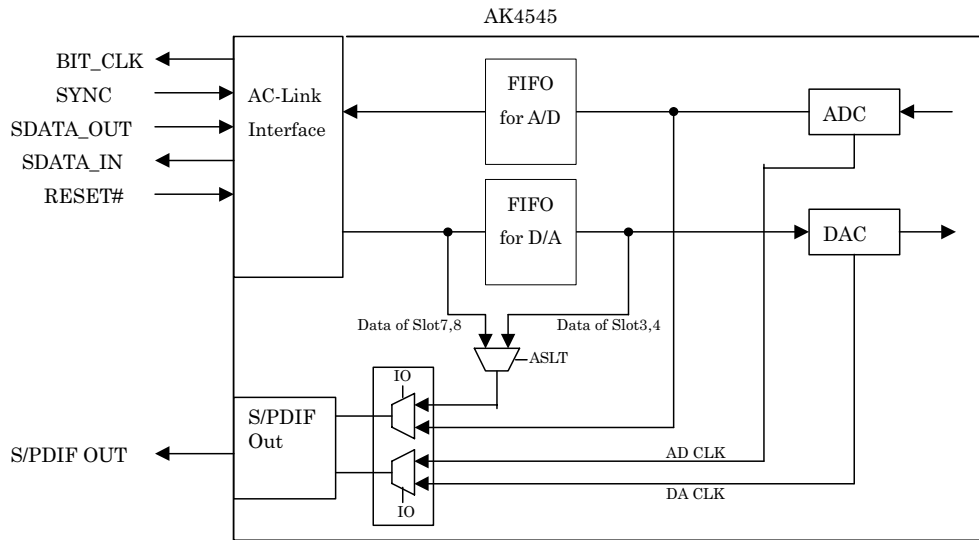 AK4545
BIT_CLK
SYNC
SDATA_OUT
SDATA_IN
RESET#
AC-Link
Interface
FIFO
for A/D
ADC
FIFO
for D/A
DAC
Data of Slot7,8
Data of Slot3,4
ASLT
IO
S/PDIF
Out
S/PDIF OUT
AD CLK
DA CLK
IO